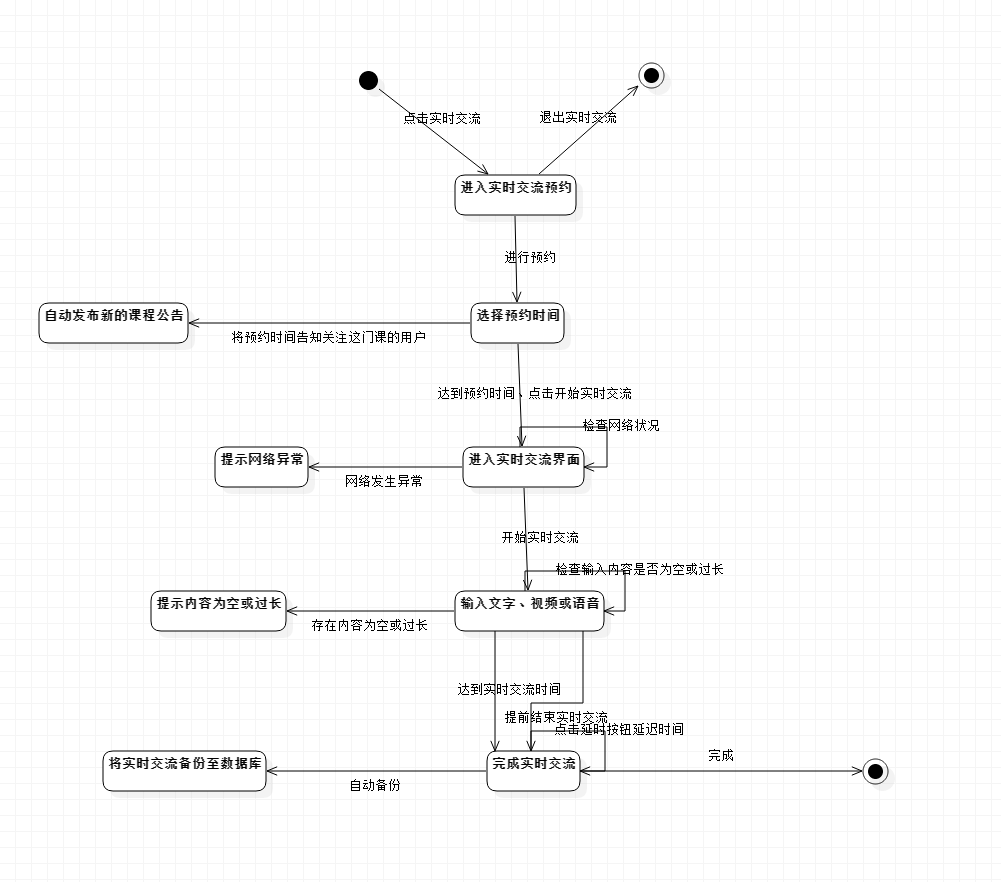 点击实时交流
退出实时交流
进入实时交流预约
进行预约
自动发布新的课程公告
选择预约时间
将预约时间告知关注这门课的用户
达到预约时间、点击开始实时交流
检查网络状况
提示网络异常
进入实时交流界面
网络发生异常
开始实时交流
检查输入内容是否为空或过长
提示内容为空或过长
输入文字、视频或语音
存在内容为空或过长
达到实时交流时间
提前结束实时交流
点击延时按钮延迟时间
将实时交流备份至数据库
完成实时交流
完成
自动备份